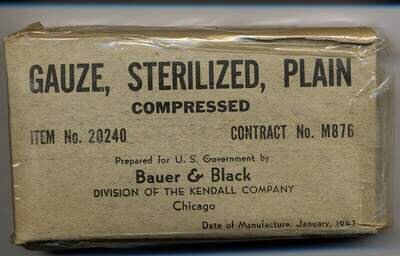 GAUZE, STERILIZED, PLAIN
COMPRESSED
ITEM No. 20240 CONTRACT No. M876
Prepared for U. S. Government by
Bauer & Black
DIVISION OF THE KENDALL COMPANY
Chicago
Date of Manufacture, January, 1943